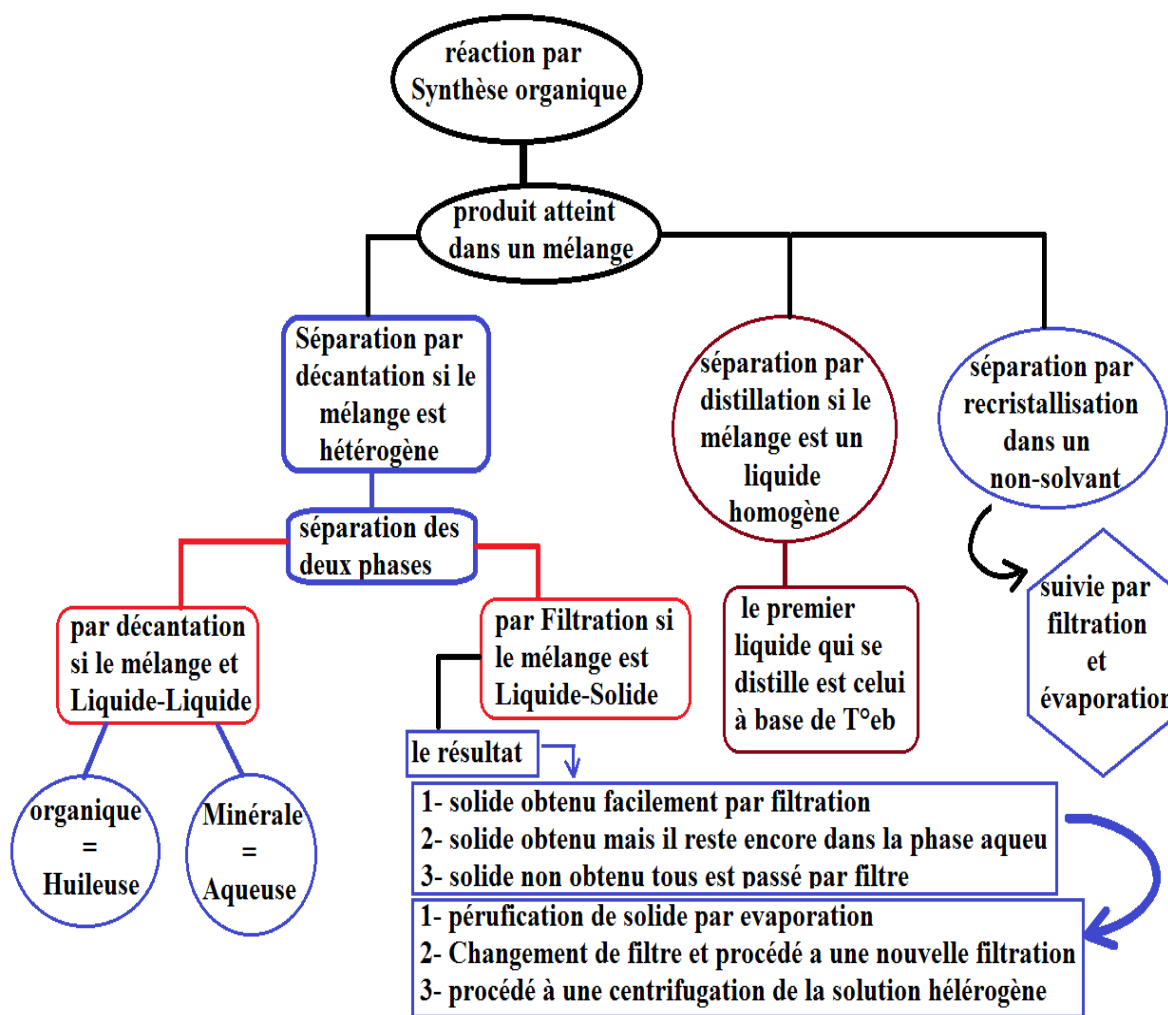 réaction par
Synthèse organique
produit atteint
dans un mélange
Séparation par
décantation si le
mélange est
hétérogène
séparation par
distillation si le
mélange est un
liquide
homogène
séparation par
recristallisation
dans un
non-solvant
séparation des
deux phases
par décantation
si le mélange et
Liquide-Liquide
par Filtration si
le mélange est
Liquide-Solide
le premier
liquide qui se
distille est celui
à base de T°eb
suivie par
filtration
et
évaporation
organique
=
Huileuse
Minérale
=
Aqueuse
le résultat
1- solide obtenu facilement par filtration
2- solide obtenu mais il reste encore dans la phase aqueu
3- solide non obtenu tous est passé par filtre
1- pérufication de solide par evaporation
2- Changement de filtre et procédé a une nouvelle filtration
3- procédé à une centrifugation de la solution hélérogène